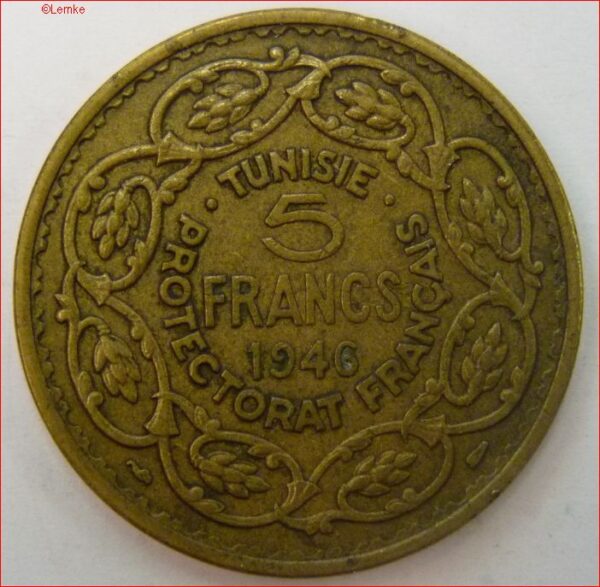 ©Lemke
· TUNISIE ·
5
FRANCS
1946
PROTECTORAT FRANÇAIS